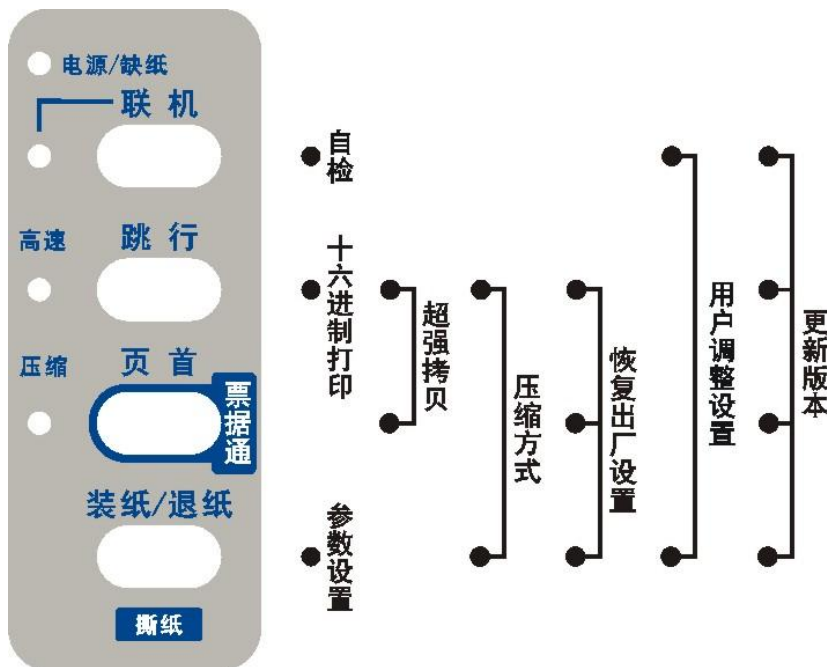 电源/缺纸
联机
高速
跳行
压缩
页首
票据通
装纸/退纸
撕纸
自检
十六进制打印
参数设置
超强拷贝
压缩方式
恢复出厂设置
用户调整设置
更新版本